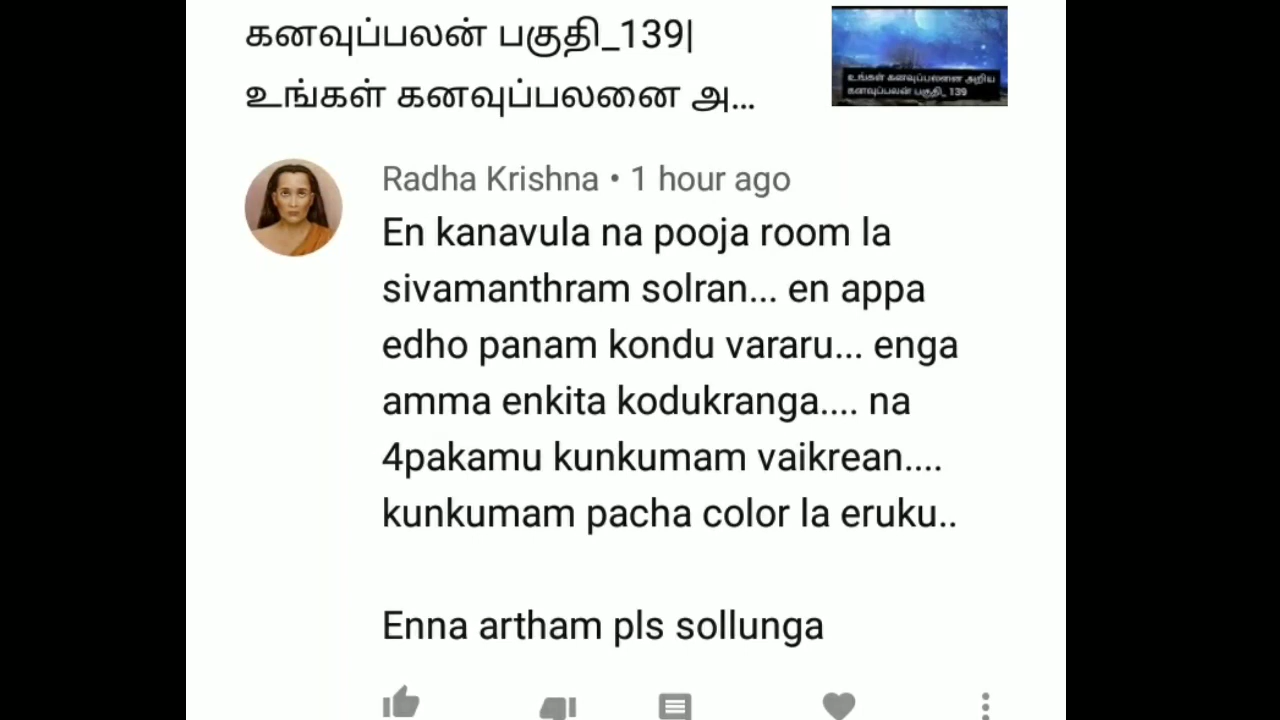 கனவுப்பலன் பகுதி_139|
உங்கள் கனவுப்பலனை அ...
உங்கள் கனவுப்பலனை அறிய
கனவுப்பலன் பகுதி_ 139
Radha Krishna • 1 hour ago
En kanavula na pooja room la
sivamanthram solran... en appa
edho panam kondu vararu... enga
amma enkita kodukranga.... na
4pakamu kunkumam vaikrean....
kunkumam pacha color la eruku..
Enna artham pls sollunga